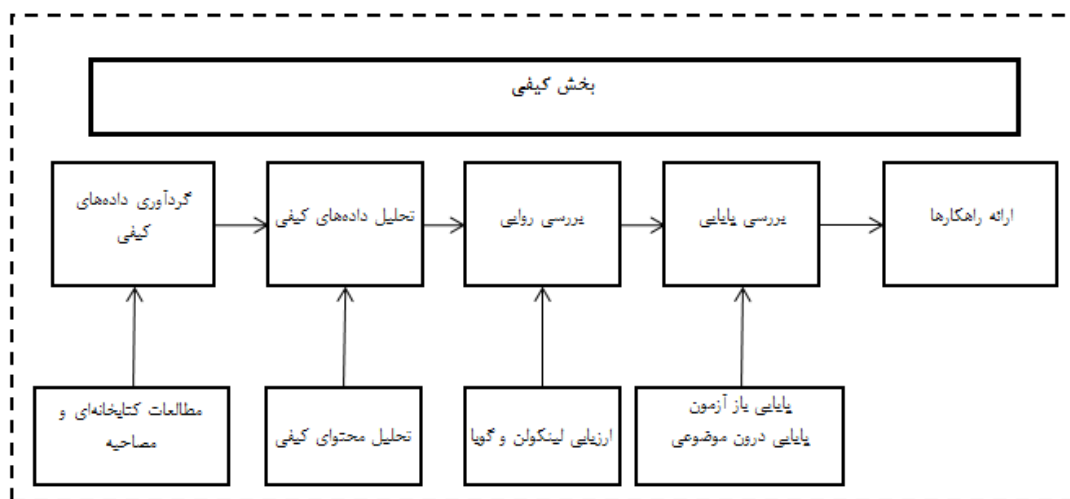 بخش کیفی
گردآوری داده‌های
کیفی
تحلیل داده‌های کیفی
بررسی روایی
بررسی پایایی
ارائه راهکارها
مطالعات کتابخانه‌ای و
مصاحبه
تحلیل محتوای کیفی
ارزیابی لینکولن و گویا
پایایی باز آزمون
پایایی درون موضوعی